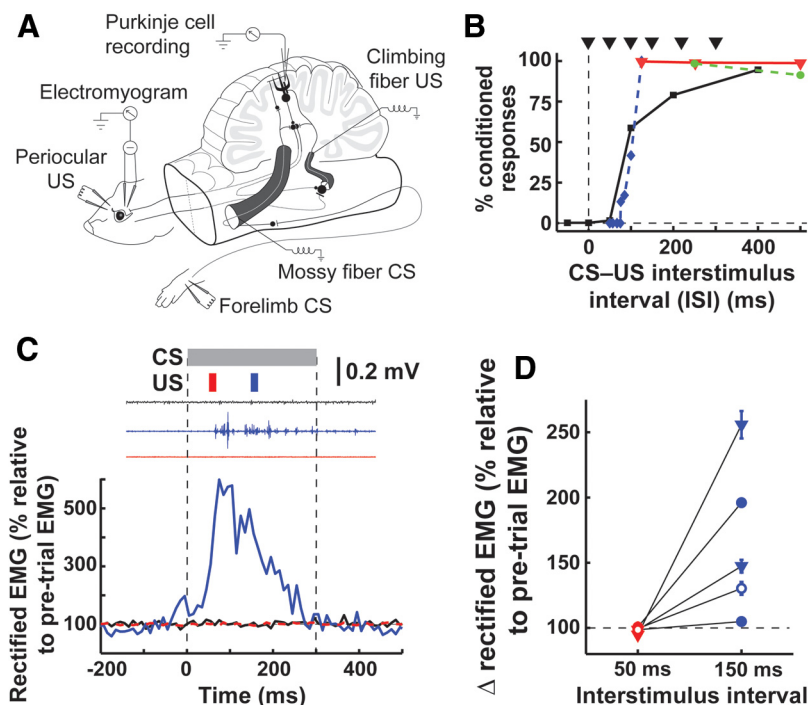 A
Purkinje cell
recording
Climbing
fiber US
Electromyogram
Periocular
US
Mossy fiber CS
Forelimb CS
B
% conditioned
responses
100
75
50
25
0
0
200
400
CS–US interstimulus
interval (ISI) (ms)
C
CS
US
0.2 mV
Rectified EMG (% relative
to pre-trial EMG)
500
300
100
-200
0
200
400
Time (ms)
D
Δ rectified EMG (% relative
to pre-trial EMG)
250
200
150
100
50 ms
150 ms
Interstimulus interval